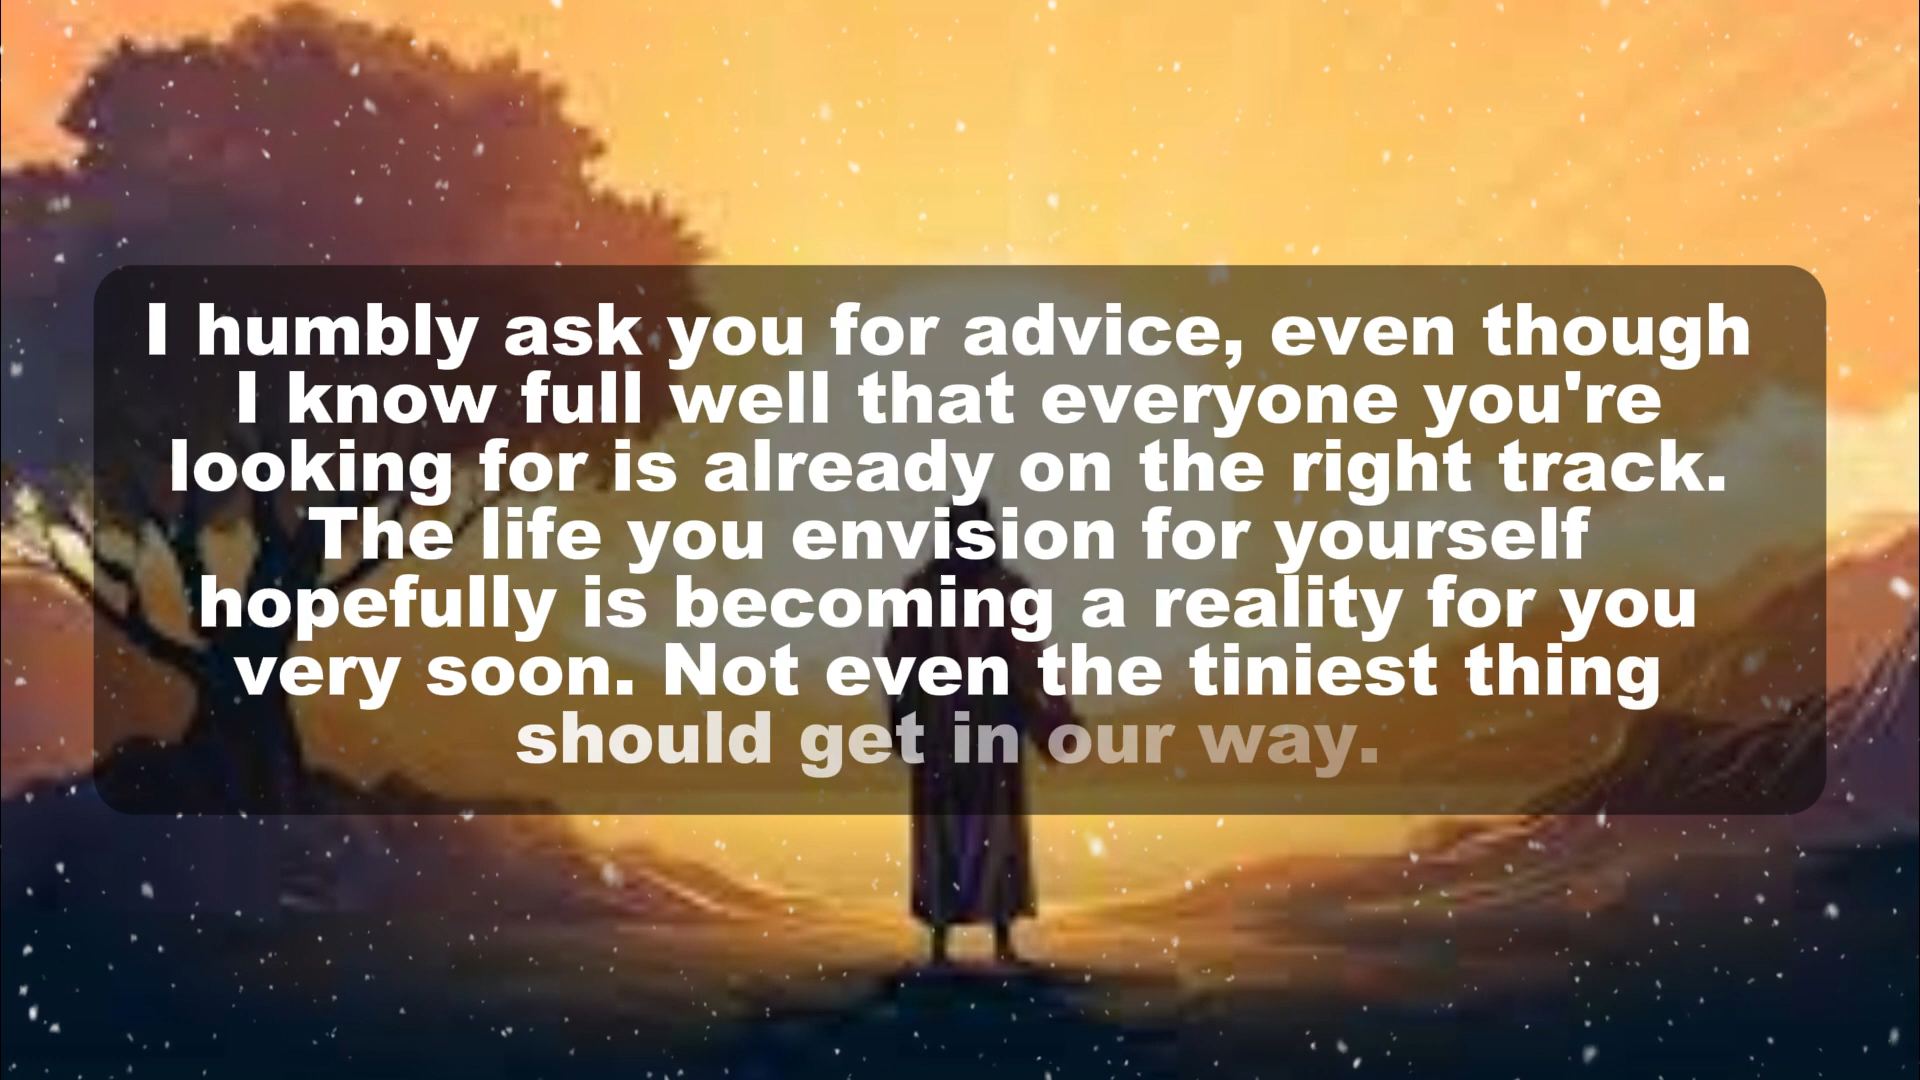 I humbly ask you for advice, even though
I know full well that everyone you're
looking for is already on the right track.
The life you envision for yourself
hopefully is becoming a reality for you
very soon. Not even the tiniest thing
should get in our way.